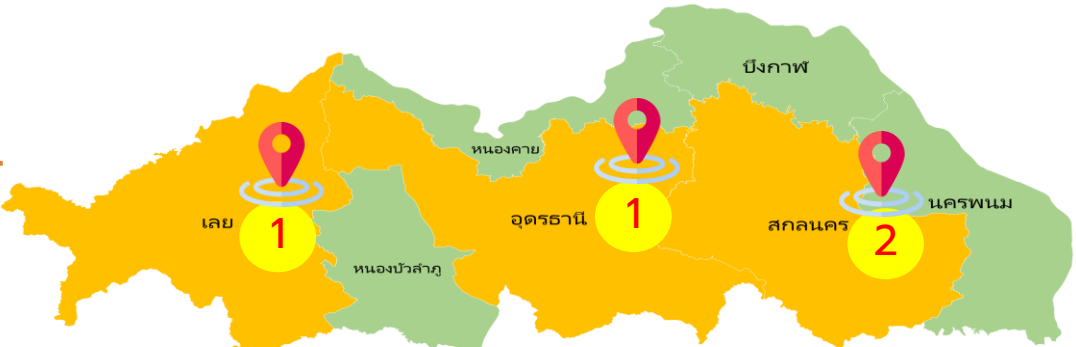 บึงกาฬ
หนองคาย
นครพนม
เลย
1
อุดรธานี
1
สกลนคร
2
หนองบัวลำภู